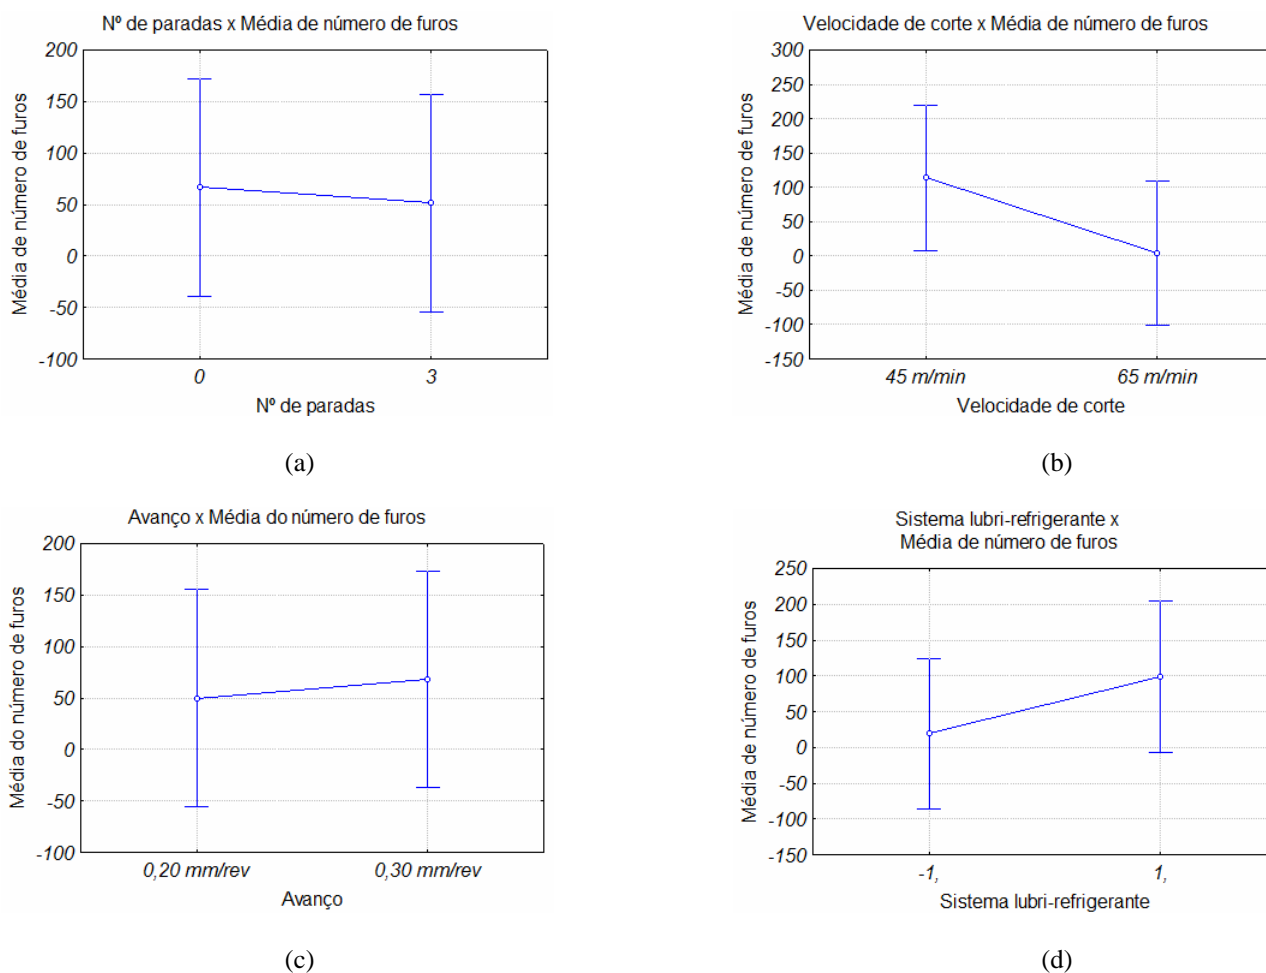 Nº de paradas x Média de número de furos
Média de número de furos
200
150
100
50
0
-50
-100
0 3
Nº de paradas
(a)
Velocidade de corte x Média de número de furos
Média de número de furos
300
250
200
150
100
50
0
-50
-100
-150
45 m/min 65 m/min
Velocidade de corte
(b)
Avanço x Média do número de furos
Média do número de furos
200
150
100
50
0
-50
-100
0,20 mm/rev 0,30 mm/rev
Avanço
(c)
Sistema lubri-refrigerante x
Média de número de furos
Média de número de furos
250
200
150
100
50
0
-50
-100
-150
-1, 1,
Sistema lubri-refrigerante
(d)